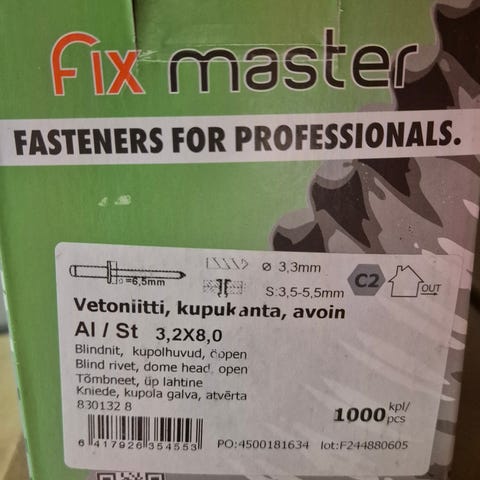 Fix master
FASTENERS FOR PROFESSIONALS.
ø=6,5mm
ø 3,3mm
S:3,5-5,5mm
C2
OUT
Vetoniitti, kupukanta, avoin
Al / St 3,2X8,0
Blindnit, kupolhuvud, öppen
Blind rivet, dome head, open
Tõmbneet, üp lahtine
Kniede, kupola galva, atvērta
830132 8
1000 kpl/
pcs
6 417926 354553
PO:4500181634 lot:F244880605